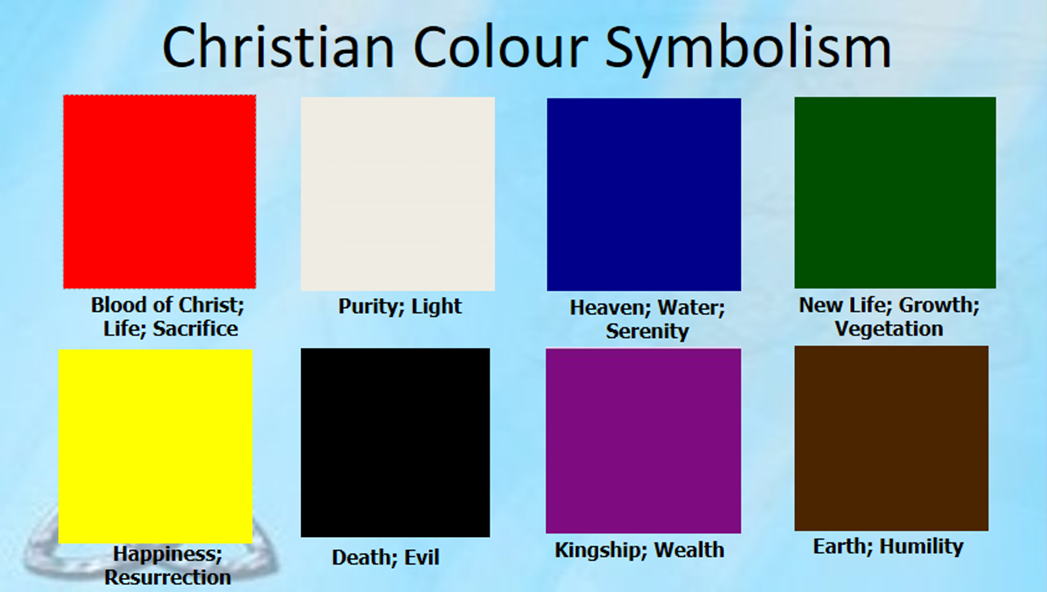 Christian Colour Symbolism
Blood of Christ;
Life; Sacrifice
Purity; Light
Heaven; Water;
Serenity
New Life; Growth;
Vegetation
Happiness;
Resurrection
Death; Evil
Kingship; Wealth
Earth; Humility